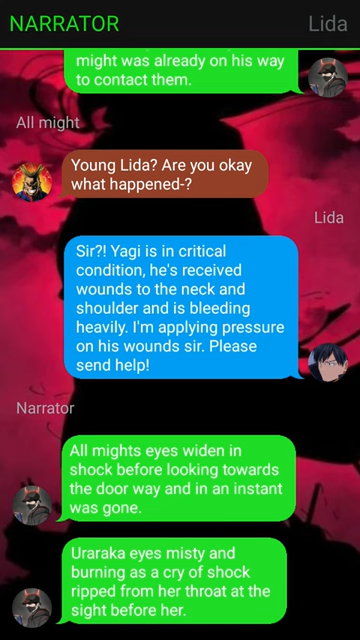 NARRATOR
Lida
might was already on his way
to contact them.
All might
Young Lida? Are you okay
what happened-?
Lida
Sir?! Yagi is in critical
condition, he's received
wounds to the neck and
shoulder and is bleeding
heavily. I'm applying pressure
on his wounds sir. Please
send help!
Narrator
All mights eyes widen in
shock before looking towards
the door way and in an instant
was gone.
Uraraka eyes misty and
burning as a cry of shock
ripped from her throat at the
sight before her.